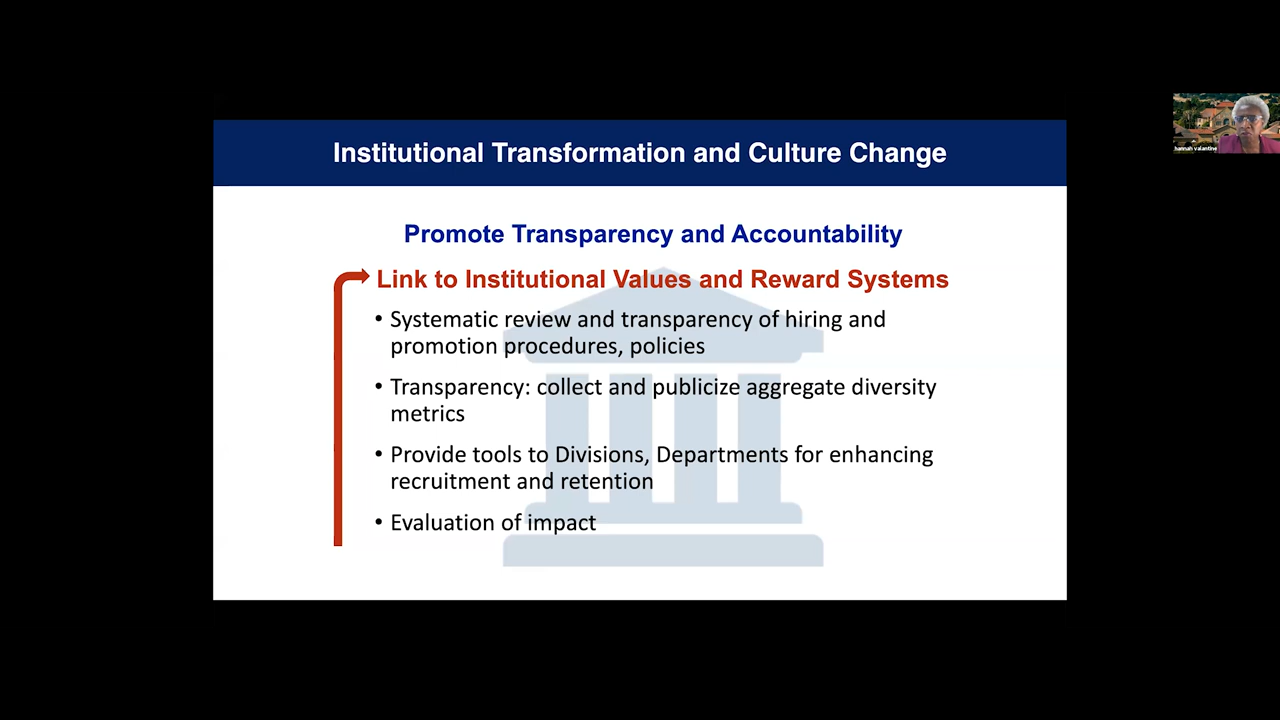 Institutional Transformation and Culture Change
Promote Transparency and Accountability
Link to Institutional Values and Reward Systems
• Systematic review and transparency of hiring and
promotion procedures, policies
• Transparency: collect and publicize aggregate diversity
metrics
• Provide tools to Divisions, Departments for enhancing
recruitment and retention
• Evaluation of impact
hannah valantine